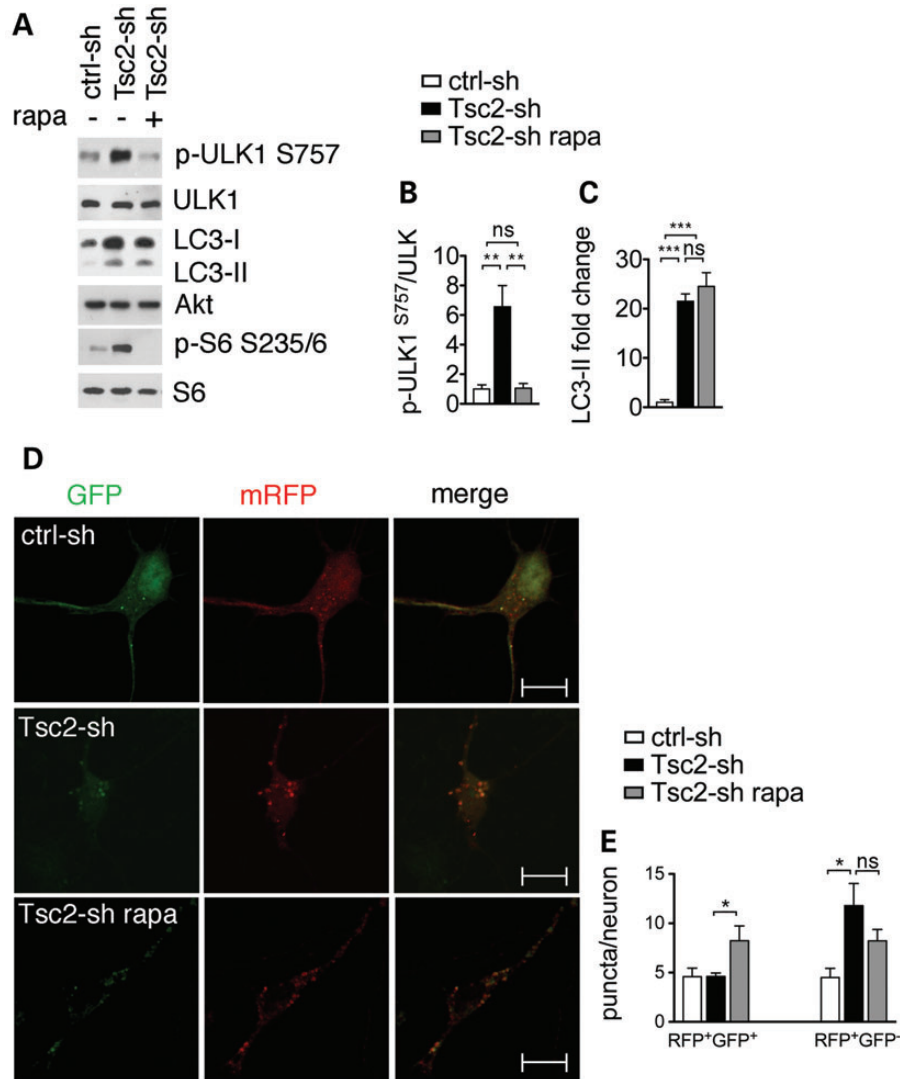 A
ctrl-sh
Tsc2-sh
Tsc2-sh
rapa - - +
p-ULK1 S757
ULK1
LC3-I
LC3-II
Akt
p-S6 S235/6
S6
ctrl-sh
Tsc2-sh
Tsc2-sh rapa
B
p-ULK1 S757/ULK
10
8
6
4
2
0
ns
** **
C
LC3-II fold change
30
20
10
0
***
*** ns
D
GFP mRFP merge
ctrl-sh
Tsc2-sh
Tsc2-sh rapa
ctrl-sh
Tsc2-sh
Tsc2-sh rapa
E
puncta/neuron
15
10
5
0
*
* ns
RFP+GFP+ RFP+GFP-